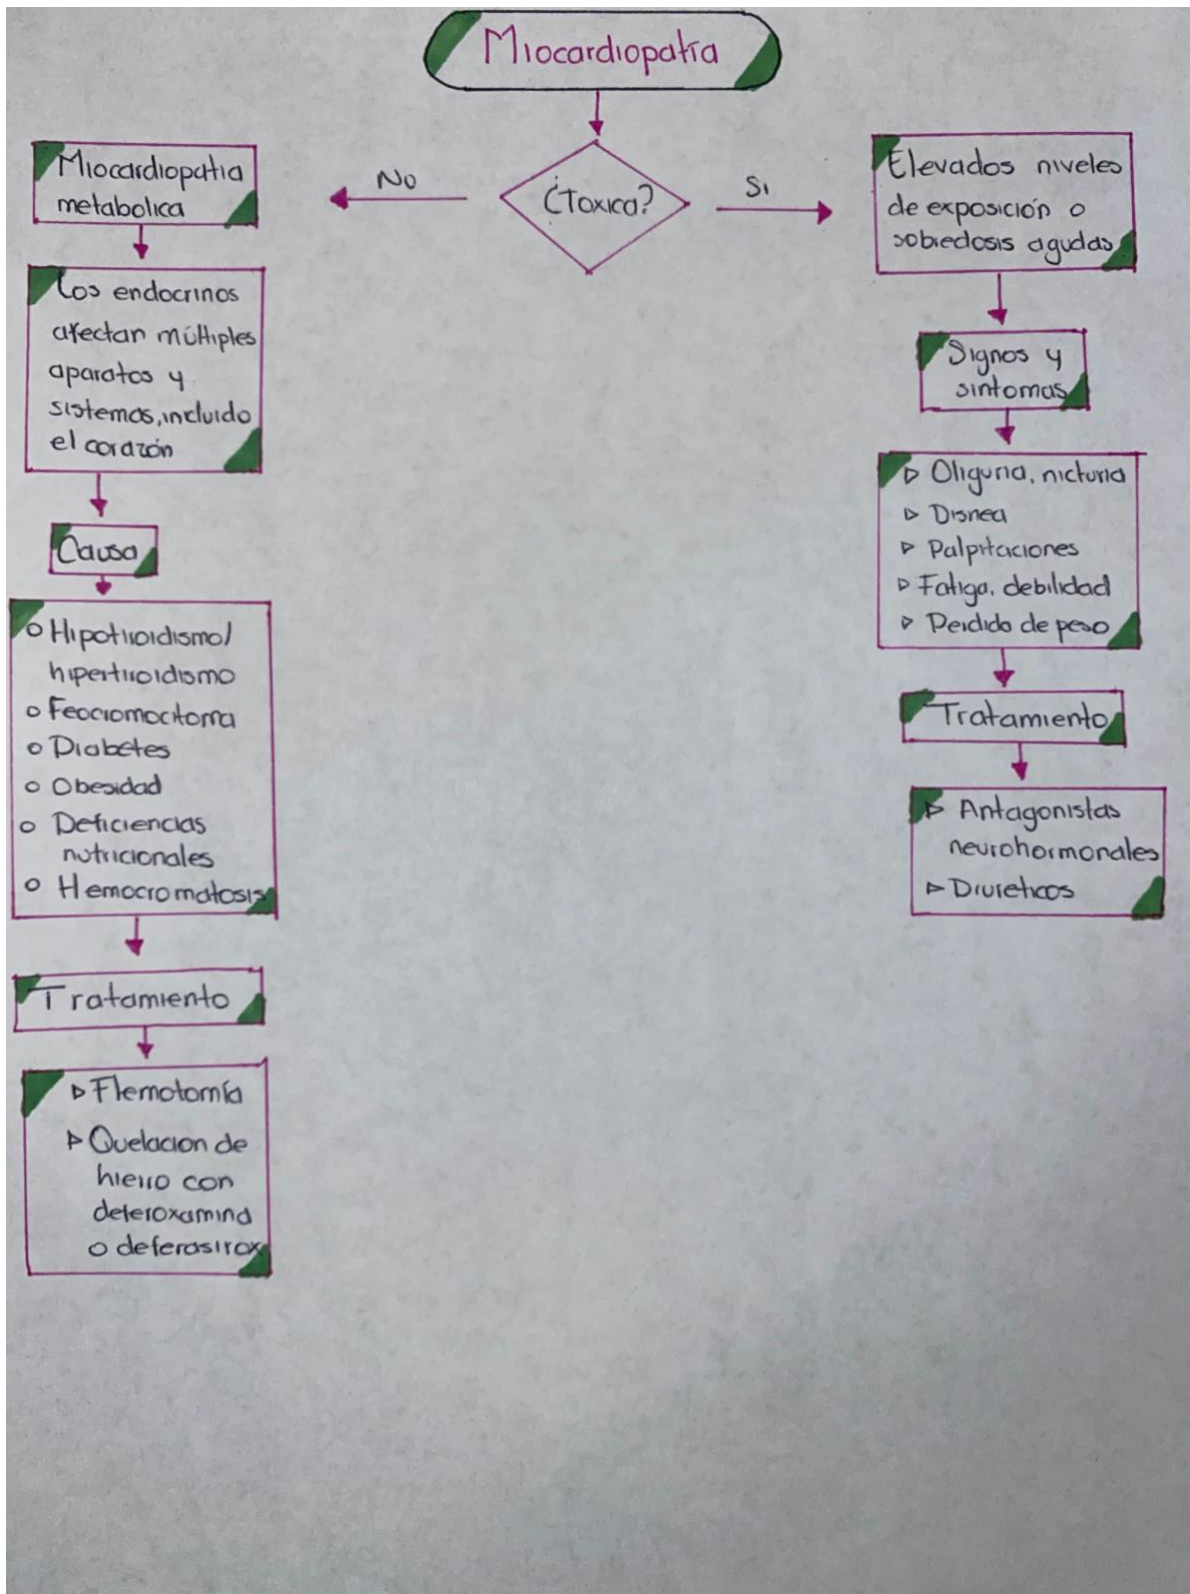 Miocardiopatía
¿Toxica?
No
Si
Miocardiopatia
metabolica
Los endocrinos
afectan múltiples
aparatos y
sistemas, incluido
el corazón
Causa
Hipotiroidismo/
hipertiroidismo
Feocromocitoma
Diabetes
Obesidad
Deficiencias
nutricionales
Hemocromatosis
Tratamiento
Flemotomía
Quelacion de
hierro con
deferoxamina
o deferasirox
Elevados niveles
de exposición o
sobredosis agudas
Signos y
sintomas
Oliguria, nicturia
Disnea
Palpitaciones
Fatiga, debilidad
Perdida de peso
Tratamiento
Antagonistas
neurohormonales
Diureticos